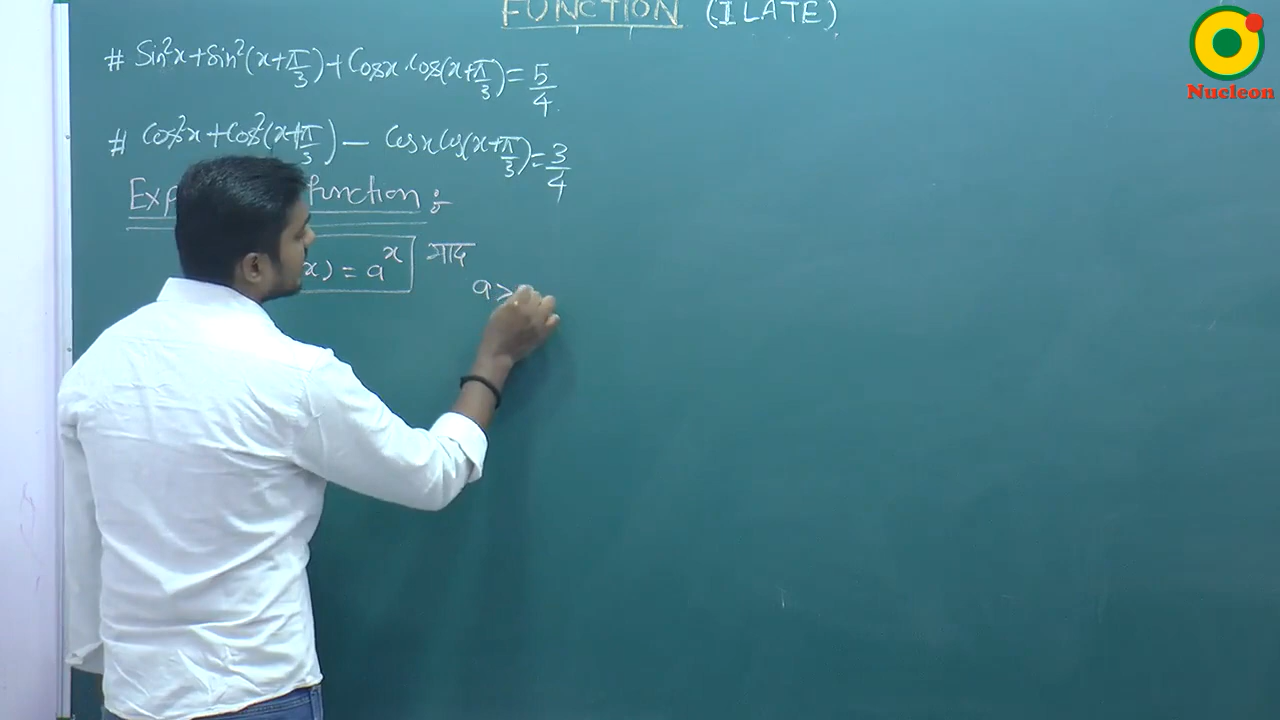 FUNCTION (ILATE)
# Sin²x + Sin²(x+π/3) + Cosx.Cos(x+π/3) = 5/4
# Cos²x + Cos²(x+π/3) - Cosx Cos(x+π/3) = 3/4
Exp function :-
x) = aˣ याद
a >
Nucleon